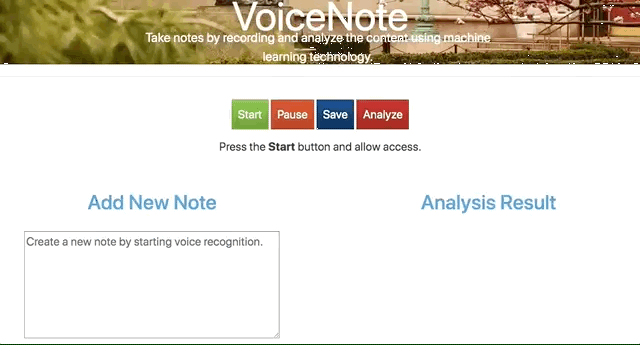 VoiceNote
Take notes by recording and analyze the content using machine
learning technology.
Start Pause Save Analyze
Press the Start button and allow access.
Add New Note
Analysis Result
Create a new note by starting voice recognition.